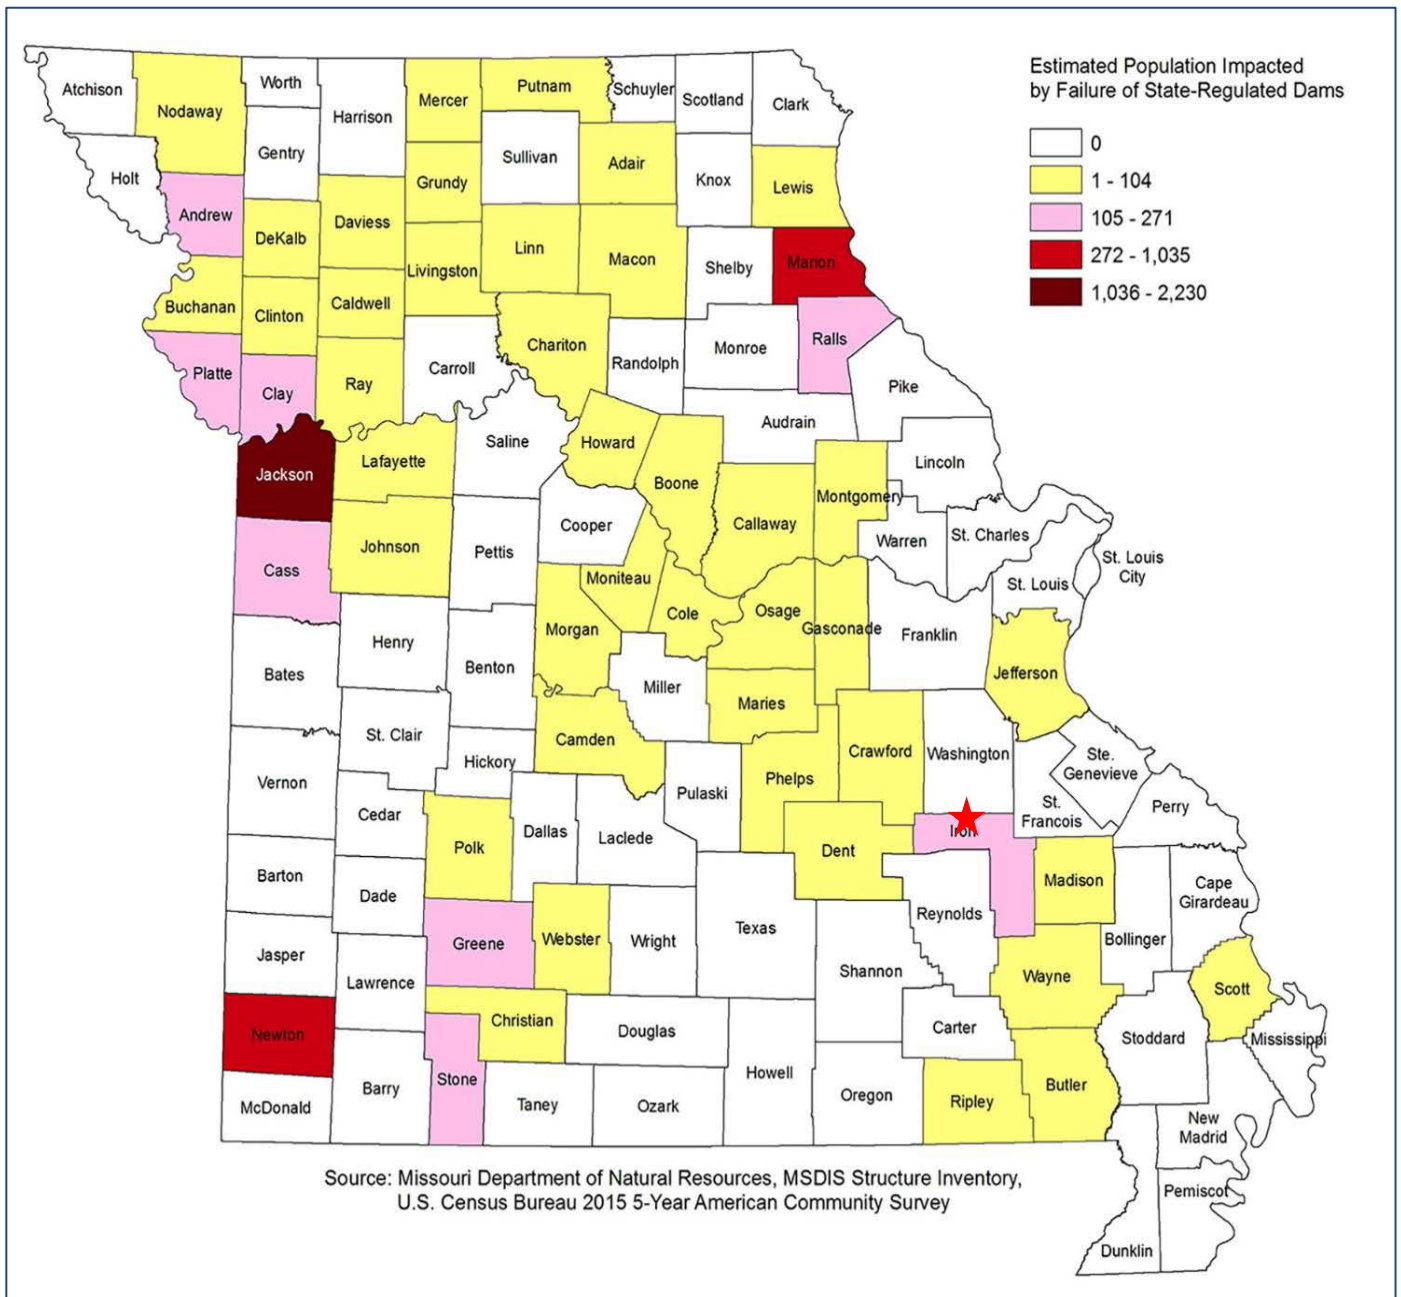 Estimated Population Impacted
by Failure of State-Regulated Dams
0
1 - 104
105 - 271
272 - 1,035
1,036 - 2,230
Atchison
Nodaway
Worth
Harrison
Mercer
Putnam
Schuyler
Scotland
Clark
Holt
Gentry
Sullivan
Adair
Knox
Lewis
Andrew
DeKalb
Daviess
Grundy
Linn
Macon
Shelby
Marion
Buchanan
Clinton
Caldwell
Livingston
Chariton
Randolph
Monroe
Ralls
Platte
Clay
Ray
Carroll
Pike
Audrain
Jackson
Lafayette
Saline
Howard
Boone
Callaway
Montgomery
Lincoln
Cass
Johnson
Pettis
Cooper
Moniteau
Cole
Osage
Gasconade
Warren
St. Charles
St. Louis
St. Louis
City
Morgan
Franklin
Jefferson
Bates
Henry
Benton
Miller
Maries
St. Clair
Hickory
Camden
Phelps
Crawford
Washington
Ste.
Genevieve
Vernon
Cedar
Polk
Dallas
Laclede
Pulaski
Dent
Iron
St.
Francois
Perry
Barton
Dade
Greene
Webster
Wright
Texas
Reynolds
Madison
Bollinger
Cape
Girardeau
Jasper
Lawrence
Shannon
Wayne
Scott
Newton
Christian
Douglas
Carter
Stoddard
Mississippi
McDonald
Barry
Stone
Taney
Ozark
Howell
Oregon
Ripley
Butler
New
Madrid
Pemiscot
Dunklin
Source: Missouri Department of Natural Resources, MSDIS Structure Inventory,
U.S. Census Bureau 2015 5-Year American Community Survey